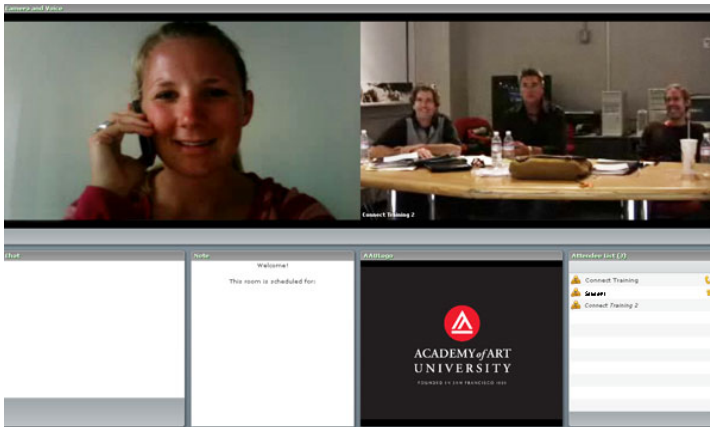 Camera and Voice
Connect Training 2
Chat
Note
Welcome!
This room is scheduled for:
AAULogo
ACADEMY of ART
UNIVERSITY
FOUNDED IN SAN FRANCISCO 1929
Attendee List (3)
Connect Training
Connect Training 2